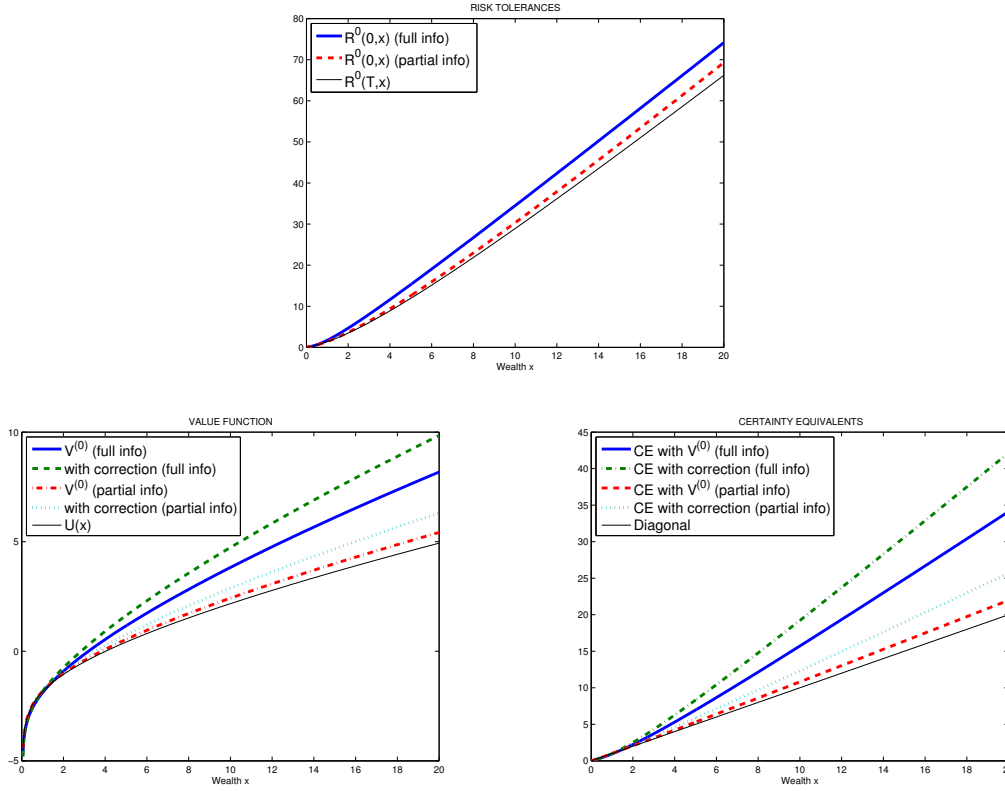 RISK TOLERANCES
80
70
60
50
40
30
20
10
0
R⁰(0,x) (full info)
R⁰(0,x) (partial info)
R⁰(T,x)
0 2 4 6 8 10 12 14 16 18 20
Wealth x
VALUE FUNCTION
10
5
0
−5
V⁽⁰⁾ (full info)
with correction (full info)
V⁽⁰⁾ (partial info)
with correction (partial info)
U(x)
0 2 4 6 8 10 12 14 16 18 20
Wealth x
CERTAINTY EQUIVALENTS
45
40
35
30
25
20
15
10
5
0
CE with V⁽⁰⁾ (full info)
CE with correction (full info)
CE with V⁽⁰⁾ (partial info)
CE with correction (partial info)
Diagonal
0 2 4 6 8 10 12 14 16 18
Wealth x